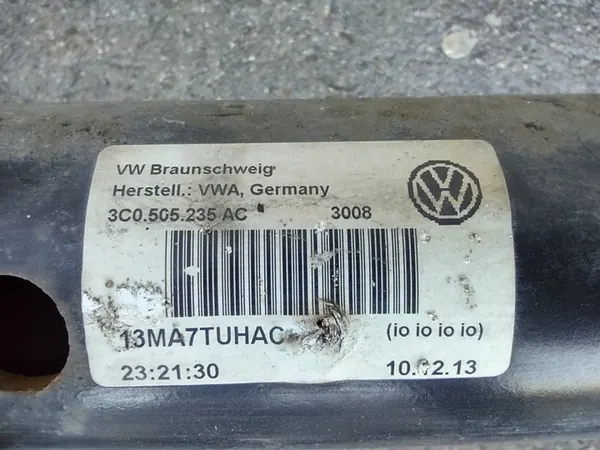 VW Braunschweig
Herstell.: VWA, Germany
3C0.505.235 AC 3008
13MA7TUHAC (io io io io)
23:21:30